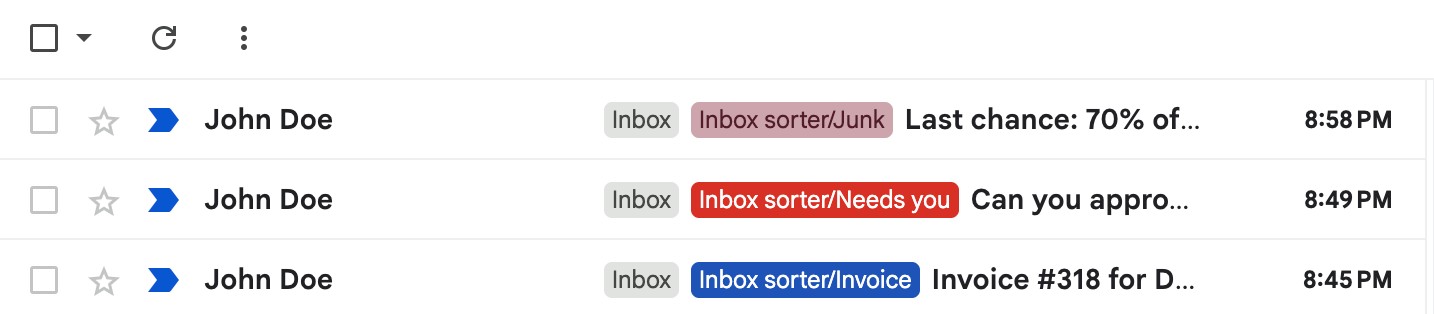 John Doe Inbox Inbox sorter/Junk Last chance: 70% of... 8:58 PM
John Doe Inbox Inbox sorter/Needs you Can you appro... 8:49 PM
John Doe Inbox Inbox sorter/Invoice Invoice #318 for D... 8:45 PM